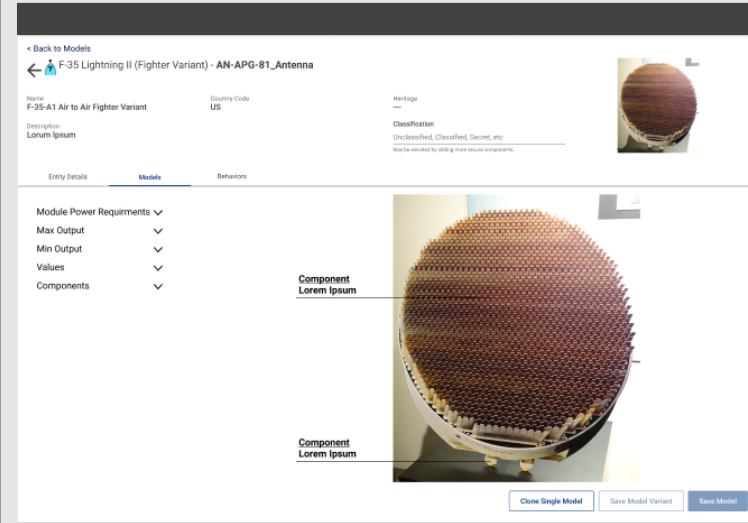 < Back to Models
F-35 Lightning II (Fighter Variant) - AN-APG-81_Antenna
Name
F-35-A1 Air to Air Fighter Variant
Country Code
US
Heritage
---
Description
Lorum Ipsum
Classification
Unclassified, Classified, Secret, etc
May be elevated by adding more secure components
Entity Details
Models
Behaviors
Module Power Requirments
Max Output
Min Output
Values
Components
Component
Lorem Ipsum
Component
Lorem Ipsum
Clone Single Model
Save Model Variant
Save Model